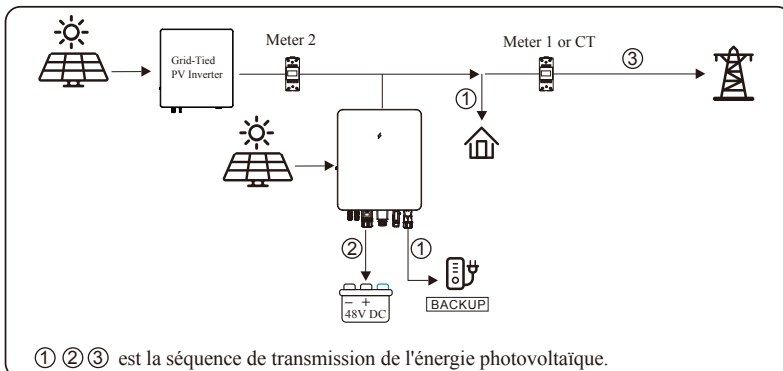 Meter 2
Meter 1 or CT
Grid-Tied
PV Inverter
③
①
②
①
− +
48V DC
BACKUP
① ② ③ est la séquence de transmission de l'énergie photovoltaïque.